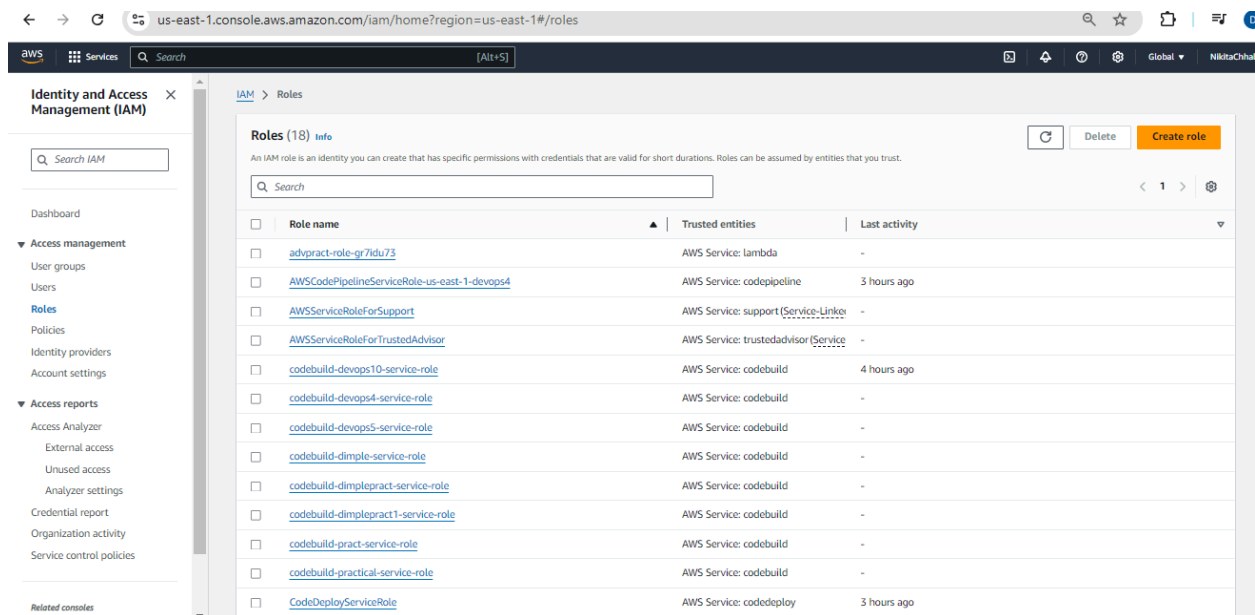 us-east-1.console.aws.amazon.com/iam/home?region=us-east-1#/roles
aws Services Search [Alt+S] Global
Identity and Access Management (IAM)
Search IAM
Dashboard
Access management
User groups
Users
Roles
Policies
Identity providers
Account settings
Access reports
Access Analyzer
External access
Unused access
Analyzer settings
Credential report
Organization activity
Service control policies
Related consoles
IAM > Roles
Roles (18) Info
Delete
Create role
An IAM role is an identity you can create that has specific permissions with credentials that are valid for short durations. Roles can be assumed by entities that you trust.
Search
1
Role name Trusted entities Last activity
advpract-role-gr7idu73 AWS Service: lambda -
AWSCodePipelineServiceRole-us-east-1-devops4 AWS Service: codepipeline 3 hours ago
AWSServiceRoleForSupport AWS Service: support (Service-Linke -
AWSServiceRoleForTrustedAdvisor AWS Service: trustedadvisor (Service -
codebuild-devops10-service-role AWS Service: codebuild 4 hours ago
codebuild-devops4-service-role AWS Service: codebuild -
codebuild-devops5-service-role AWS Service: codebuild -
codebuild-dimple-service-role AWS Service: codebuild -
codebuild-dimplepract-service-role AWS Service: codebuild -
codebuild-dimplepract1-service-role AWS Service: codebuild -
codebuild-pract-service-role AWS Service: codebuild -
codebuild-practical-service-role AWS Service: codebuild -
CodeDeployServiceRole AWS Service: codedeploy 3 hours ago